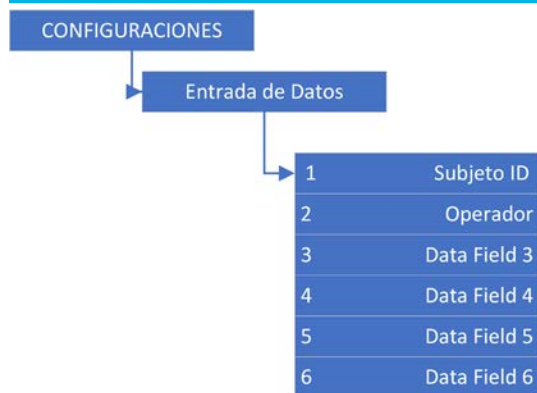 CONFIGURACIONES
Entrada de Datos
1 Subjeto ID
2 Operador
3 Data Field 3
4 Data Field 4
5 Data Field 5
6 Data Field 6